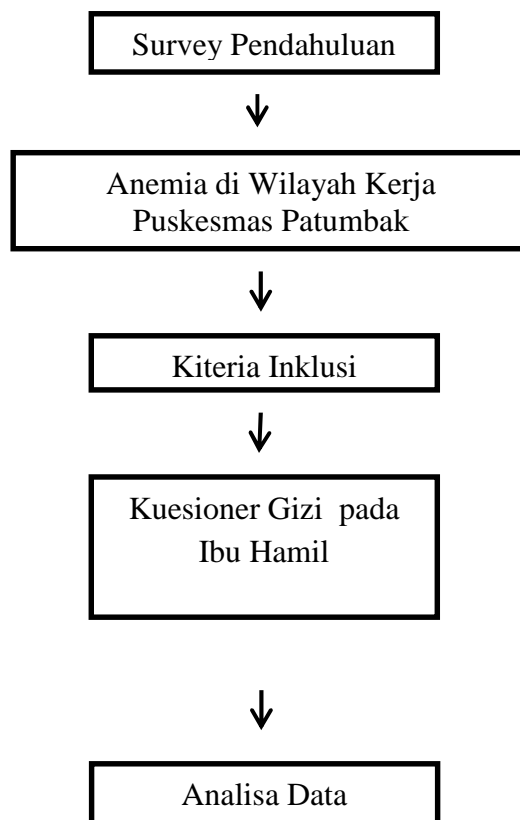 Survey Pendahuluan
Anemia di Wilayah Kerja
Puskesmas Patumbak
Kiteria Inklusi
Kuesioner Gizi pada
Ibu Hamil
Analisa Data